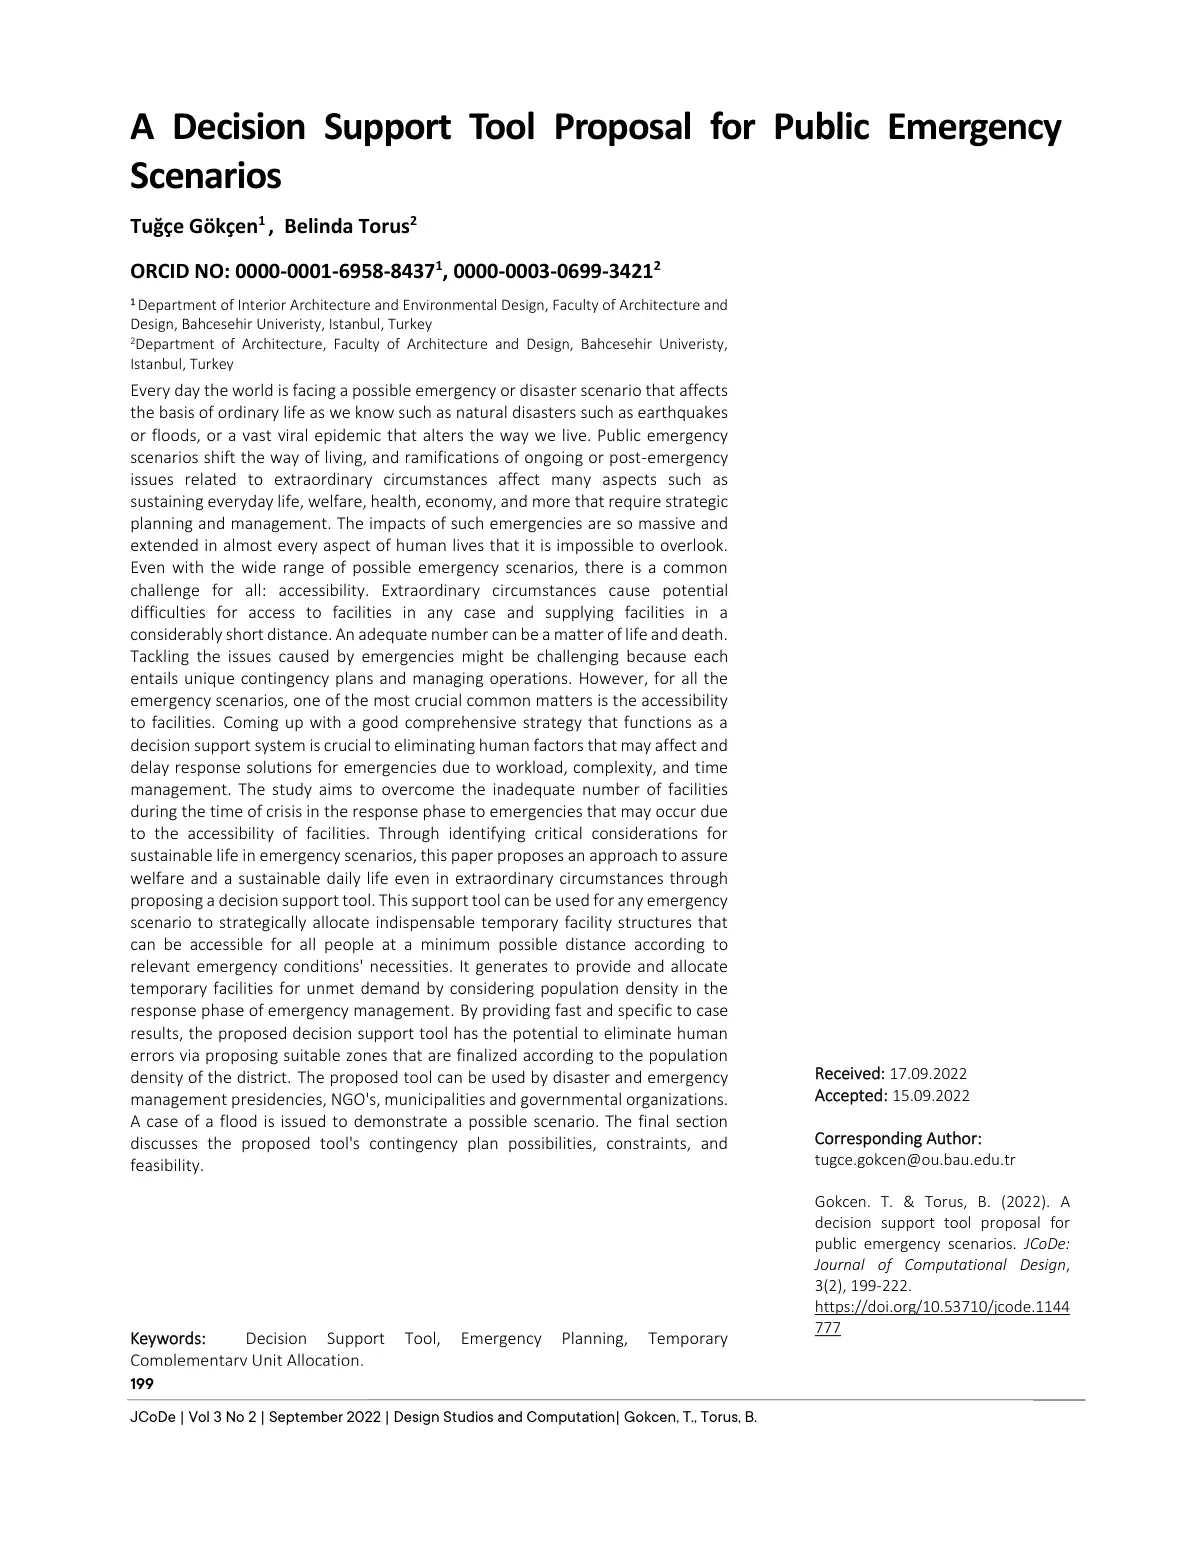 A Decision Support Tool Proposal for Public Emergency
Scenarios
Tuğçe Gökçen1 , Belinda Torus2
ORCID NO: 0000-0001-6958-84371, 0000-0003-0699-34212
1 Department of Interior Architecture and Environmental Design, Faculty of Architecture and
Design, Bahcesehir Univeristy, Istanbul, Turkey
2Department of Architecture, Faculty of Architecture and Design, Bahcesehir Univeristy,
Istanbul, Turkey
Every day the world is facing a possible emergency or disaster scenario that affects
the basis of ordinary life as we know such as natural disasters such as earthquakes
or floods, or a vast viral epidemic that alters the way we live. Public emergency
scenarios shift the way of living, and ramifications of ongoing or post-emergency
issues related to extraordinary circumstances affect many aspects such as
sustaining everyday life, welfare, health, economy, and more that require strategic
planning and management. The impacts of such emergencies are so massive and
extended in almost every aspect of human lives that it is impossible to overlook.
Even with the wide range of possible emergency scenarios, there is a common
challenge for all: accessibility. Extraordinary circumstances cause potential
difficulties for access to facilities in any case and supplying facilities in a
considerably short distance. An adequate number can be a matter of life and death.
Tackling the issues caused by emergencies might be challenging because each
entails unique contingency plans and managing operations. However, for all the
emergency scenarios, one of the most crucial common matters is the accessibility
to facilities. Coming up with a good comprehensive strategy that functions as a
decision support system is crucial to eliminating human factors that may affect and
delay response solutions for emergencies due to workload, complexity, and time
management. The study aims to overcome the inadequate number of facilities
during the time of crisis in the response phase to emergencies that may occur due
to the accessibility of facilities. Through identifying critical considerations for
sustainable life in emergency scenarios, this paper proposes an approach to assure
welfare and a sustainable daily life even in extraordinary circumstances through
proposing a decision support tool. This support tool can be used for any emergency
scenario to strategically allocate indispensable temporary facility structures that
can be accessible for all people at a minimum possible distance according to
relevant emergency conditions' necessities. It generates to provide and allocate
temporary facilities for unmet demand by considering population density in the
response phase of emergency management. By providing fast and specific to case
results, the proposed decision support tool has the potential to eliminate human
errors via proposing suitable zones that are finalized according to the population
density of the district. The proposed tool can be used by disaster and emergency
management presidencies, NGO's, municipalities and governmental organizations.
A case of a flood is issued to demonstrate a possible scenario. The final section
discusses the proposed tool's contingency plan possibilities, constraints, and
feasibility.
Received: 17.09.2022
Accepted: 15.09.2022
Corresponding Author:
tugce.gokcen@ou.bau.edu.tr
Gokcen. T. & Torus, B. (2022). A
decision support tool proposal for
public emergency scenarios. JCoDe:
Journal of Computational Design,
3(2), 199-222.
https://doi.org/10.53710/jcode.1144
777
Keywords: Decision Support Tool, Emergency Planning, Temporary
Complementary Unit Allocation.
199
JCoDe | Vol 3 No 2 | September 2022 | Design Studios and Computation| Gokcen, T., Torus, B.